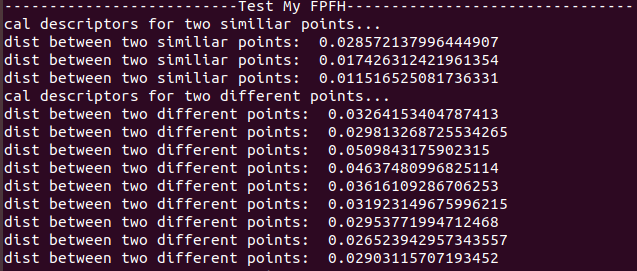 --------------------------Test My FPFH--------------------------------
cal descriptors for two similiar points...
dist between two similiar points:  0.028572137996444907
dist between two similiar points:  0.017426312421961354
dist between two similiar points:  0.011516525081736331
cal descriptors for two different points...
dist between two different points:  0.03264153404787413
dist between two different points:  0.029813268725534265
dist between two different points:  0.0509843175902315
dist between two different points:  0.04637480996825114
dist between two different points:  0.03616109286706253
dist between two different points:  0.031923149675996215
dist between two different points:  0.02953771994712468
dist between two different points:  0.026523942957343557
dist between two different points:  0.02903115707193452